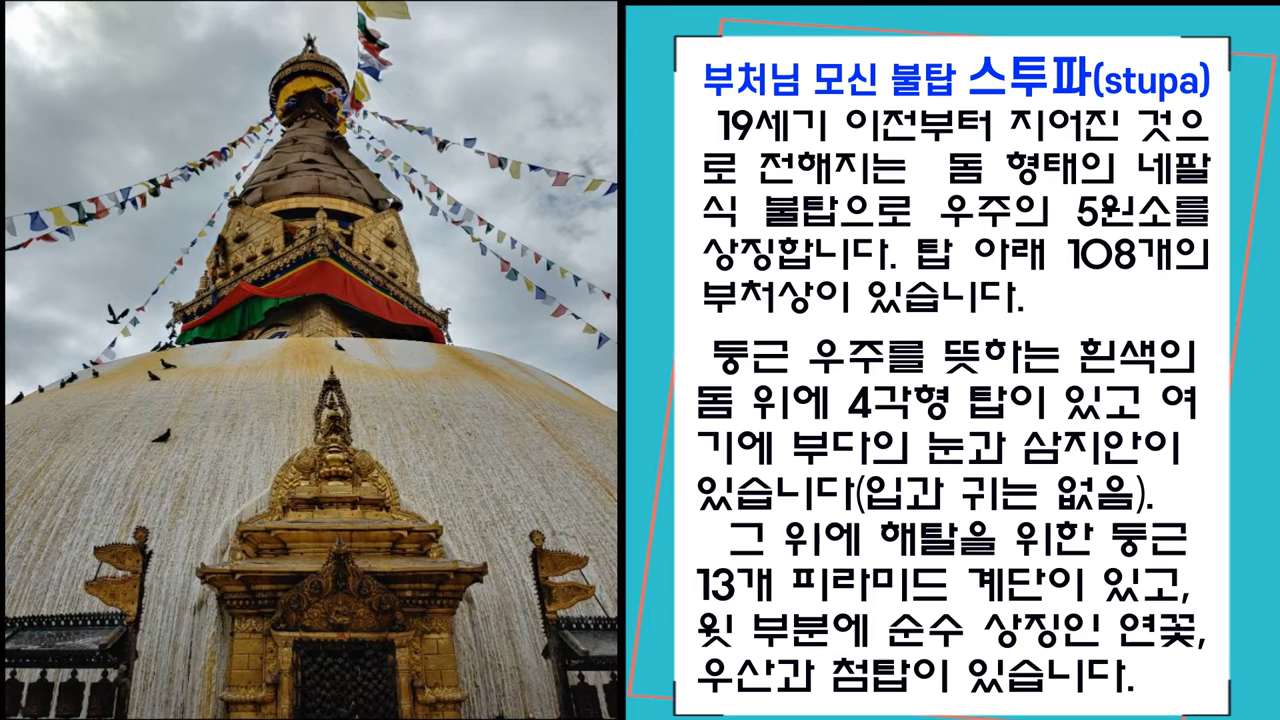 부처님 모신 불탑 스투파(stupa)
19세기 이전부터 지어진 것으
로 전해지는 돔 형태의 네팔
식 불탑으로 우주의 5원소를
상징합니다. 탑 아래 108개의
부처상이 있습니다.
둥근 우주를 뜻하는 흰색의
돔 위에 4각형 탑이 있고 여
기에 부다의 눈과 삼지안이
있습니다(입과 귀는 없음).
그 위에 해탈을 위한 둥근
13개 피라미드 계단이 있고,
윗 부분에 순수 상징인 연꽃,
우산과 첨탑이 있습니다.